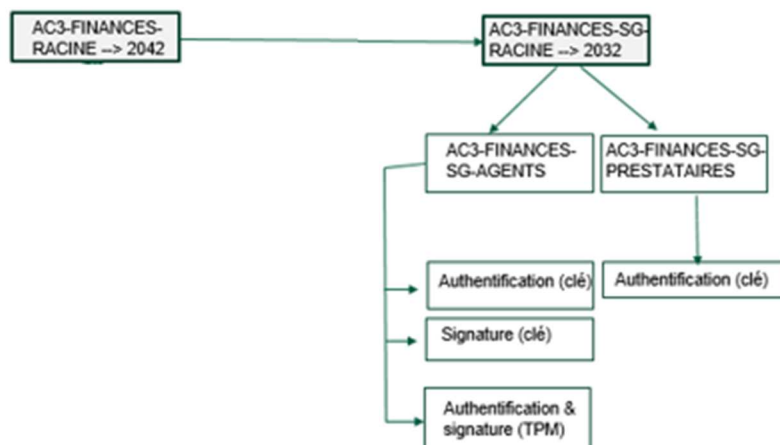 AC3-FINANCES-
RACINE --> 2042
AC3-FINANCES-SG-
RACINE --> 2032
AC3-FINANCES-
SG-AGENTS
AC3-FINANCES-SG-
PRESTATAIRES
Authentification (clé)
Authentification (clé)
Signature (clé)
Authentification &
signature (TPM)